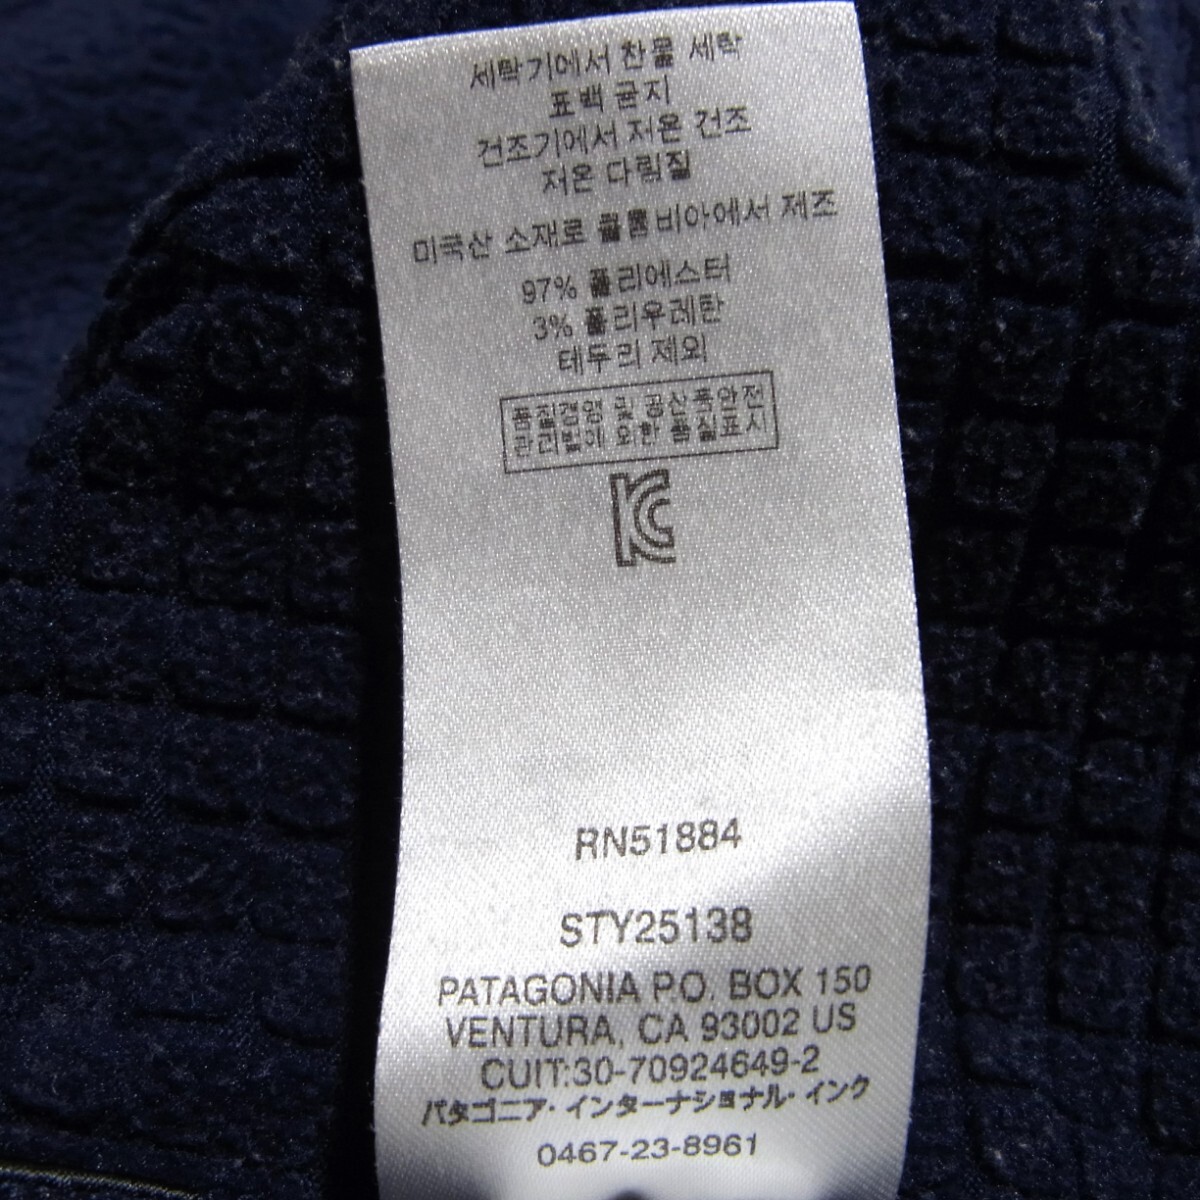 세탁기에서 찬물 세탁
표백 금지
건조기에서 저온 건조
저온 다림질
미국산 소재로 콜롬비아에서 제조
97% 폴리에스터
3% 폴리우레탄
테두리 제외
품질경영 및 공산품안전
관리법에 의한 품질표시
KC
RN51884
STY25138
PATAGONIA P.O. BOX 150
VENTURA, CA 93002 US
CUIT:30-70924649-2
パタゴニア・インターナショナル・インク
0467-23-8961